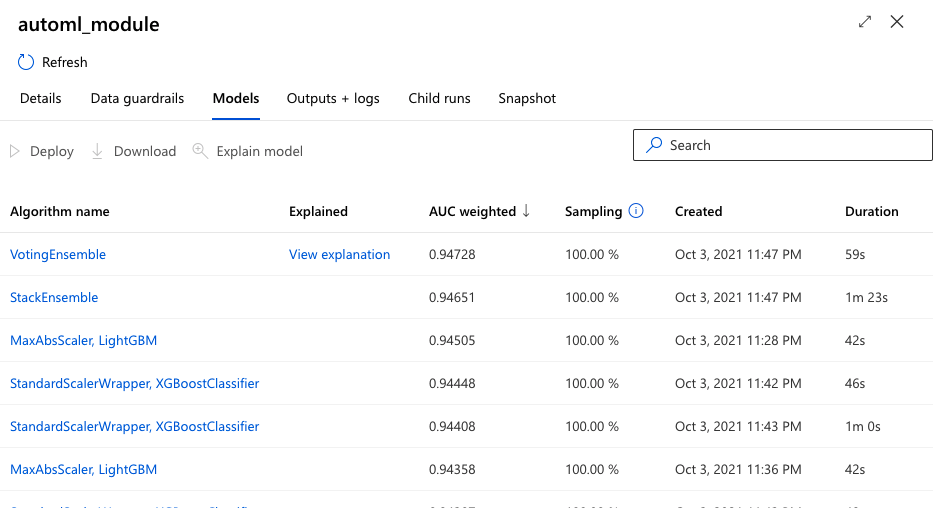 automl_module
Refresh
Details Data guardrails Models Outputs + logs Child runs Snapshot
Deploy Download Explain model Search
Algorithm name Explained AUC weighted Sampling Created Duration
VotingEnsemble View explanation 0.94728 100.00 % Oct 3, 2021 11:47 PM 59s
StackEnsemble 0.94651 100.00 % Oct 3, 2021 11:47 PM 1m 23s
MaxAbsScaler, LightGBM 0.94505 100.00 % Oct 3, 2021 11:28 PM 42s
StandardScalerWrapper, XGBoostClassifier 0.94448 100.00 % Oct 3, 2021 11:42 PM 46s
StandardScalerWrapper, XGBoostClassifier 0.94408 100.00 % Oct 3, 2021 11:43 PM 1m 0s
MaxAbsScaler, LightGBM 0.94358 100.00 % Oct 3, 2021 11:36 PM 42s